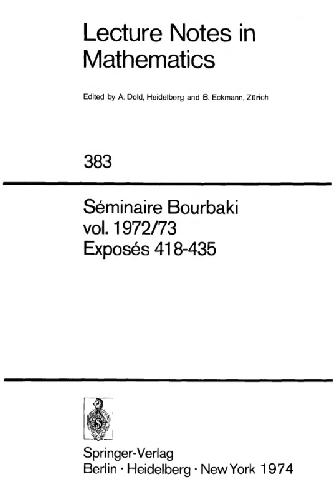 Lecture Notes in
Mathematics
Edited by A. Dold, Heidelberg and B. Eckmann, Zürich
383
Séminaire Bourbaki
vol. 1972/73
Exposés 418-435
Springer-Verlag
Berlin · Heidelberg · New York 1974